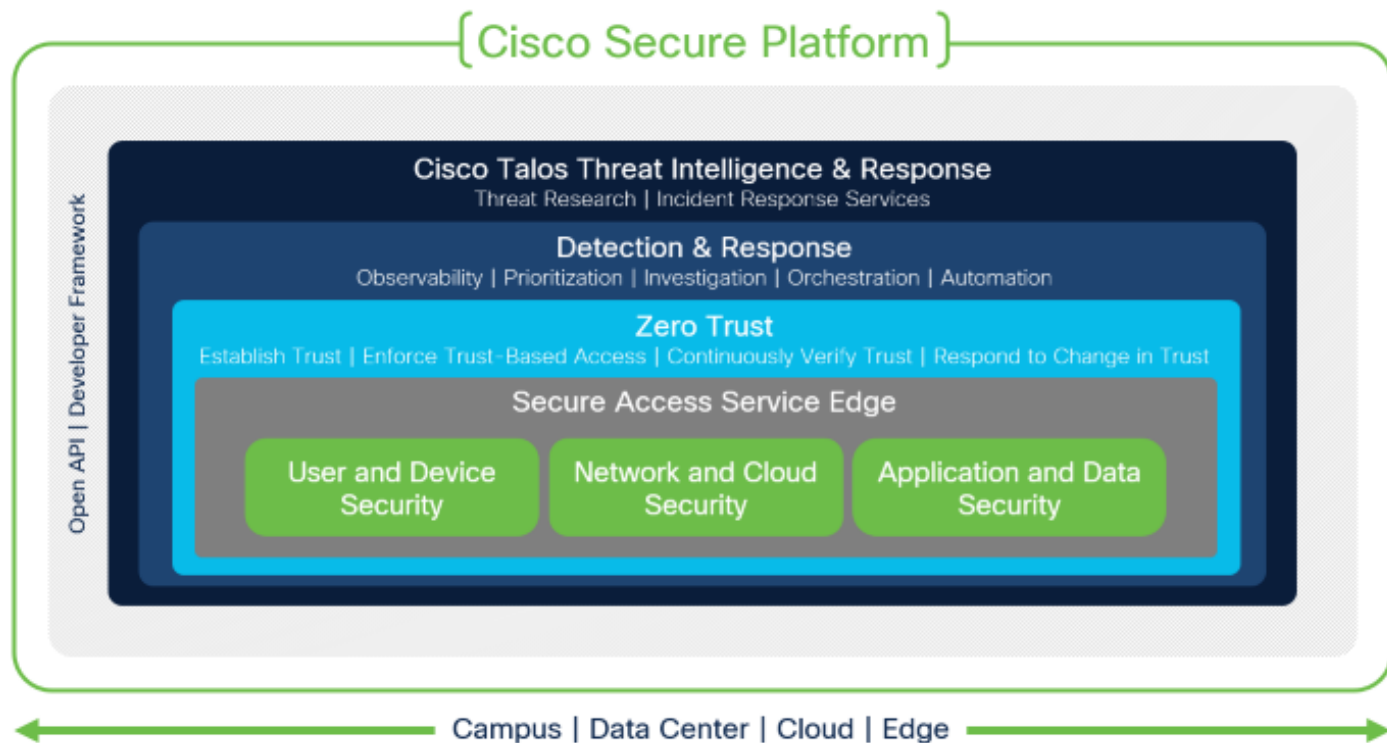 {Cisco Secure Platform}
Cisco Talos Threat Intelligence & Response
Threat Research | Incident Response Services
Detection & Response
Observability | Prioritization | Investigation | Orchestration | Automation
Zero Trust
Establish Trust | Enforce Trust-Based Access | Continuously Verify Trust | Respond to Change in Trust
Secure Access Service Edge
User and Device
Security
Network and Cloud
Security
Application and Data
Security
Open API | Developer Framework
Campus | Data Center | Cloud | Edge